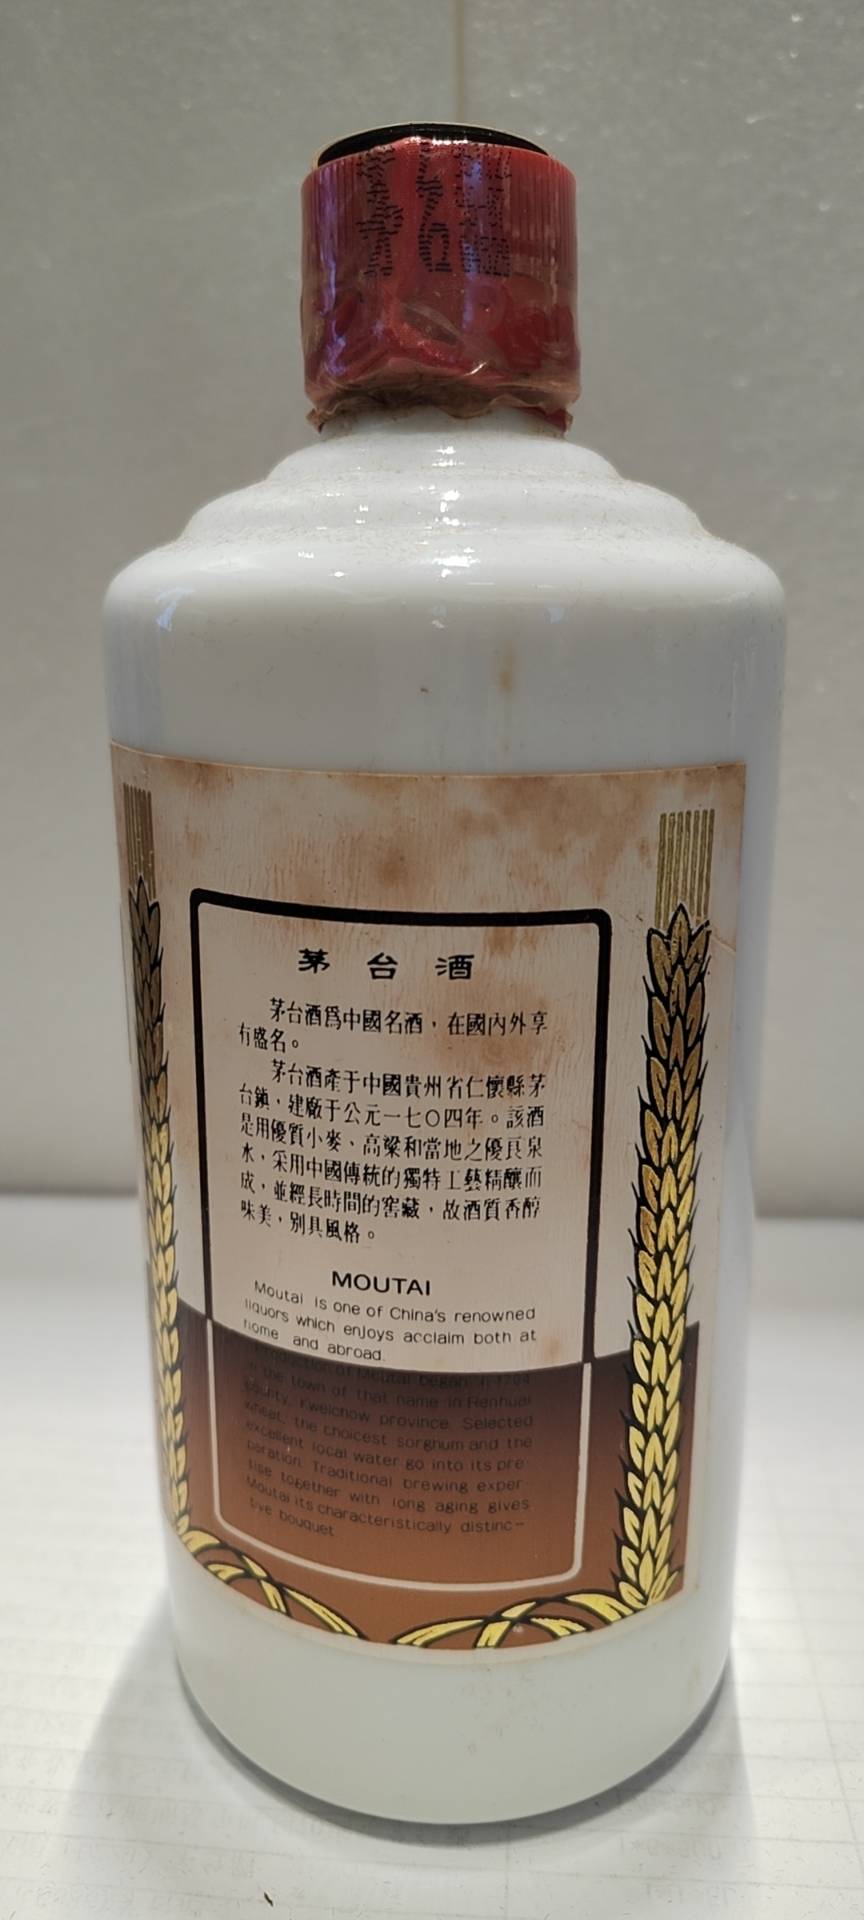 茅台酒
茅台酒爲中國名酒，在國內外享
有盛名。
茅台酒產于中國貴州省仁懷縣茅
台鎮，建廠于公元一七〇四年。該酒
是用優質小麥、高粱和當地之優良泉
水，采用中國傳統的獨特工藝精釀而
成，並經長時間的窖藏，故酒質香醇
味美，別具風格。
MOUTAI
Moutai is one of China's renowned
liquors which enjoys acclaim both at
home and abroad.
Production of Moutai began in 1704
in the town of that name in Renhuai
county, Kweichow province. Selected
wheat, the choicest sorghum and the
excellent local water go into its pre-
paration. Traditional brewing exper-
tise together with long aging gives
Moutai its characteristically distinc-
tive bouquet